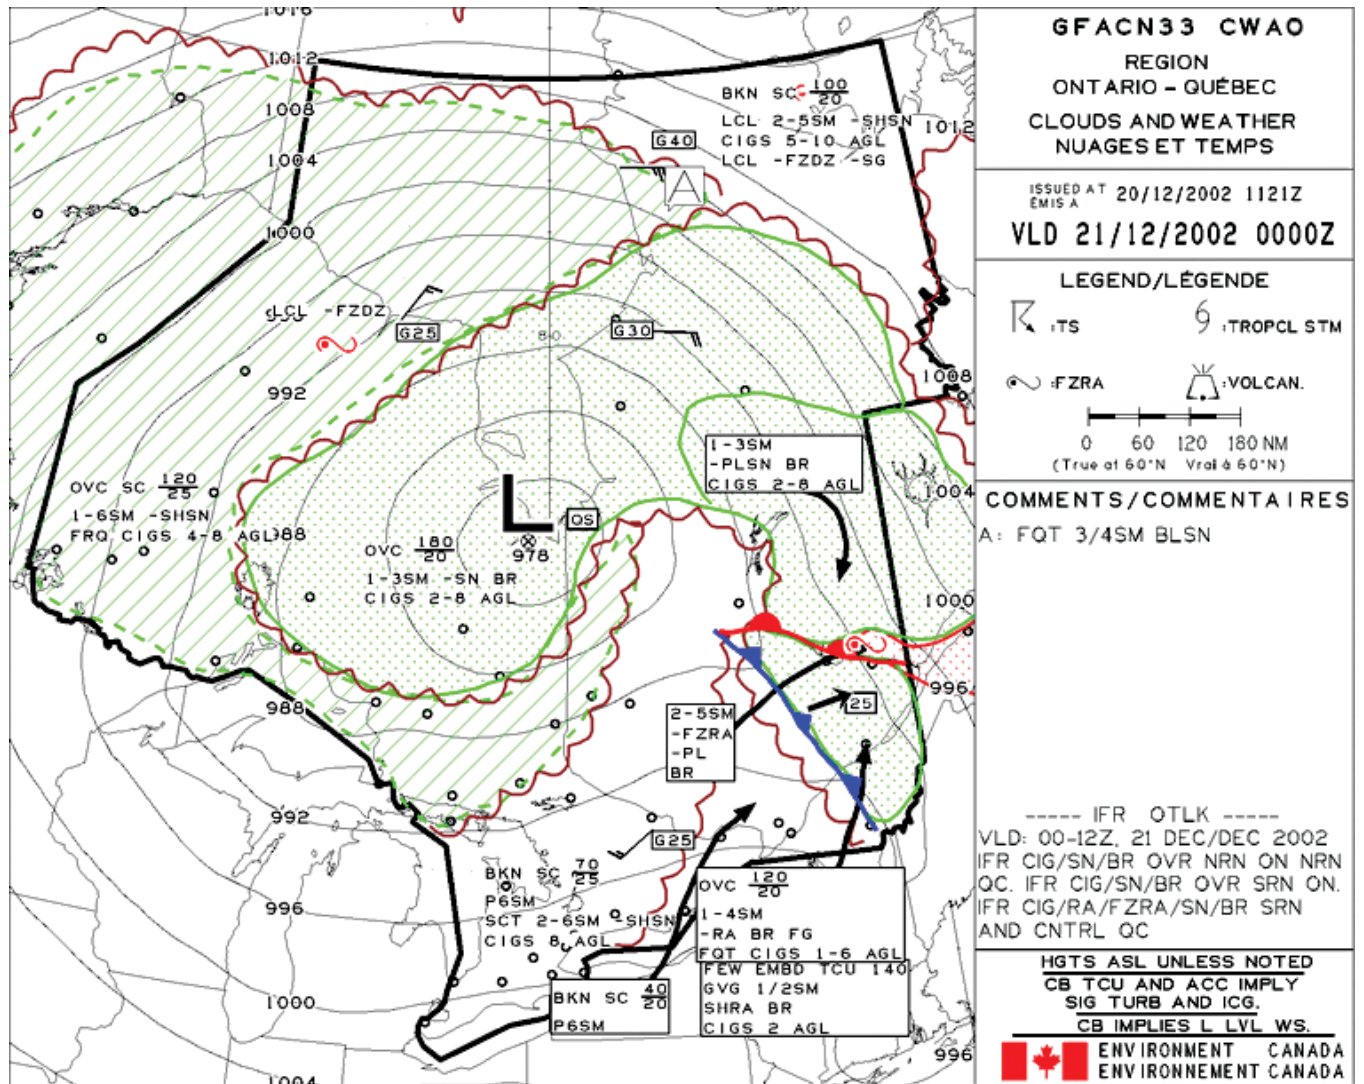 1016
1012
1008
1004
1000
992
988
BKN SC 100/20
LCL 2-5SM -SHSN
CIGS 5-10 AGL
LCL -FZDZ -SG
1012
G40
A
LCL -FZDZ
G25
G30
80
1008
1-3SM
-PLSN BR
CIGS 2-8 AGL
1004
OVC SC 120/25
1-6SM -SHSN
FRQ CIGS 4-8 AGL
L
QS
978
OVC 180/20
1-3SM -SN BR
CIGS 2-8 AGL
1000
996
25
2-5SM
-FZRA
-PL
BR
988
992
G25
BKN SC 70/25
P6SM
SCT 2-6SM -SHSN
CIGS 8 AGL
OVC 120/20
1-4SM
-RA BR FG
FQT CIGS 1-6 AGL
FEW EMBD TCU 140
GVG 1/2SM
SHRA BR
CIGS 2 AGL
BKN SC 40/20
P6SM
996
1000
996
1004
GFACN33 CWAO
REGION
ONTARIO - QUÉBEC
CLOUDS AND WEATHER
NUAGES ET TEMPS
ISSUED AT 20/12/2002 1121Z
ÉMIS A
VLD 21/12/2002 0000Z
LEGEND/LÉGENDE
:TS :TROPCL STM
:FZRA :VOLCAN.
0 60 120 180 NM
(True at 60°N Vrai à 60°N)
COMMENTS/COMMENTAIRES
A: FQT 3/4SM BLSN
----- IFR OTLK -----
VLD: 00-12Z, 21 DEC/DEC 2002
IFR CIG/SN/BR OVR NRN ON NRN
QC. IFR CIG/SN/BR OVR SRN ON.
IFR CIG/RA/FZRA/SN/BR SRN
AND CNTRL QC
HGTS ASL UNLESS NOTED
CB TCU AND ACC IMPLY
SIG TURB AND ICG.
CB IMPLIES L LVL WS.
ENVIRONMENT CANADA
ENVIRONNEMENT CANADA